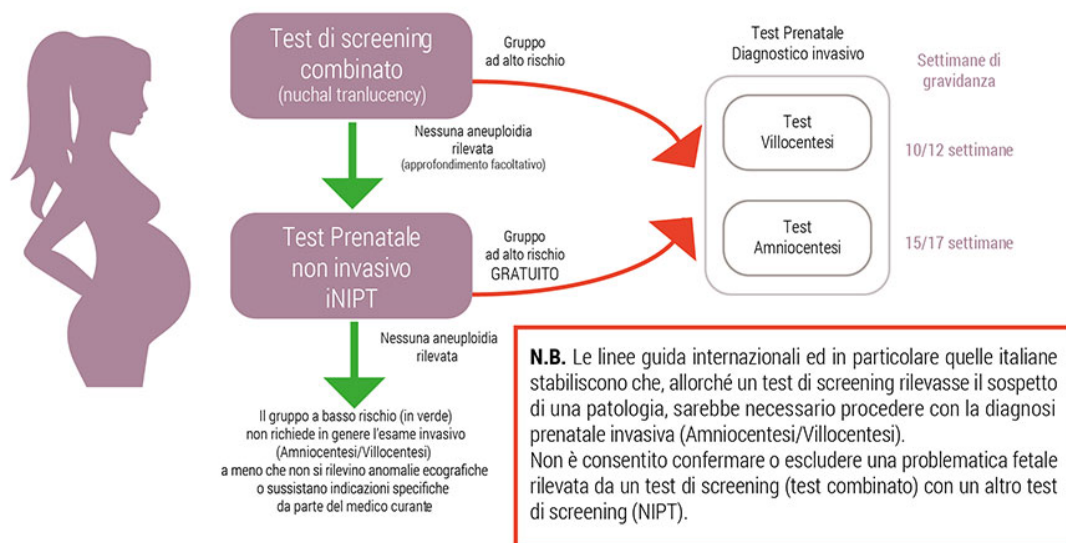 Test di screening
combinato
(nuchal tranlucency)
Gruppo
ad alto rischio
Test Prenatale
Diagnostico invasivo
Settimane di
gravidanza
Test
Villocentesi
10/12 settimane
Nessuna aneuploidia
rilevata
(approfondimento facoltativo)
Test Prenatale
non invasivo
iNIPT
Gruppo
ad alto rischio
GRATUITO
Test
Amniocentesi
15/17 settimane
Nessuna aneuploidia
rilevata
Il gruppo a basso rischio (in verde)
non richiede in genere l'esame invasivo
(Amniocentesi/Villocentesi)
a meno che non si rilevino anomalie ecografiche
o sussistano indicazioni specifiche
da parte del medico curante
N.B. Le linee guida internazionali ed in particolare quelle italiane
stabiliscono che, allorché un test di screening rilevasse il sospetto
di una patologia, sarebbe necessario procedere con la diagnosi
prenatale invasiva (Amniocentesi/Villocentesi).
Non è consentito confermare o escludere una problematica fetale
rilevata da un test di screening (test combinato) con un altro test
di screening (NIPT).